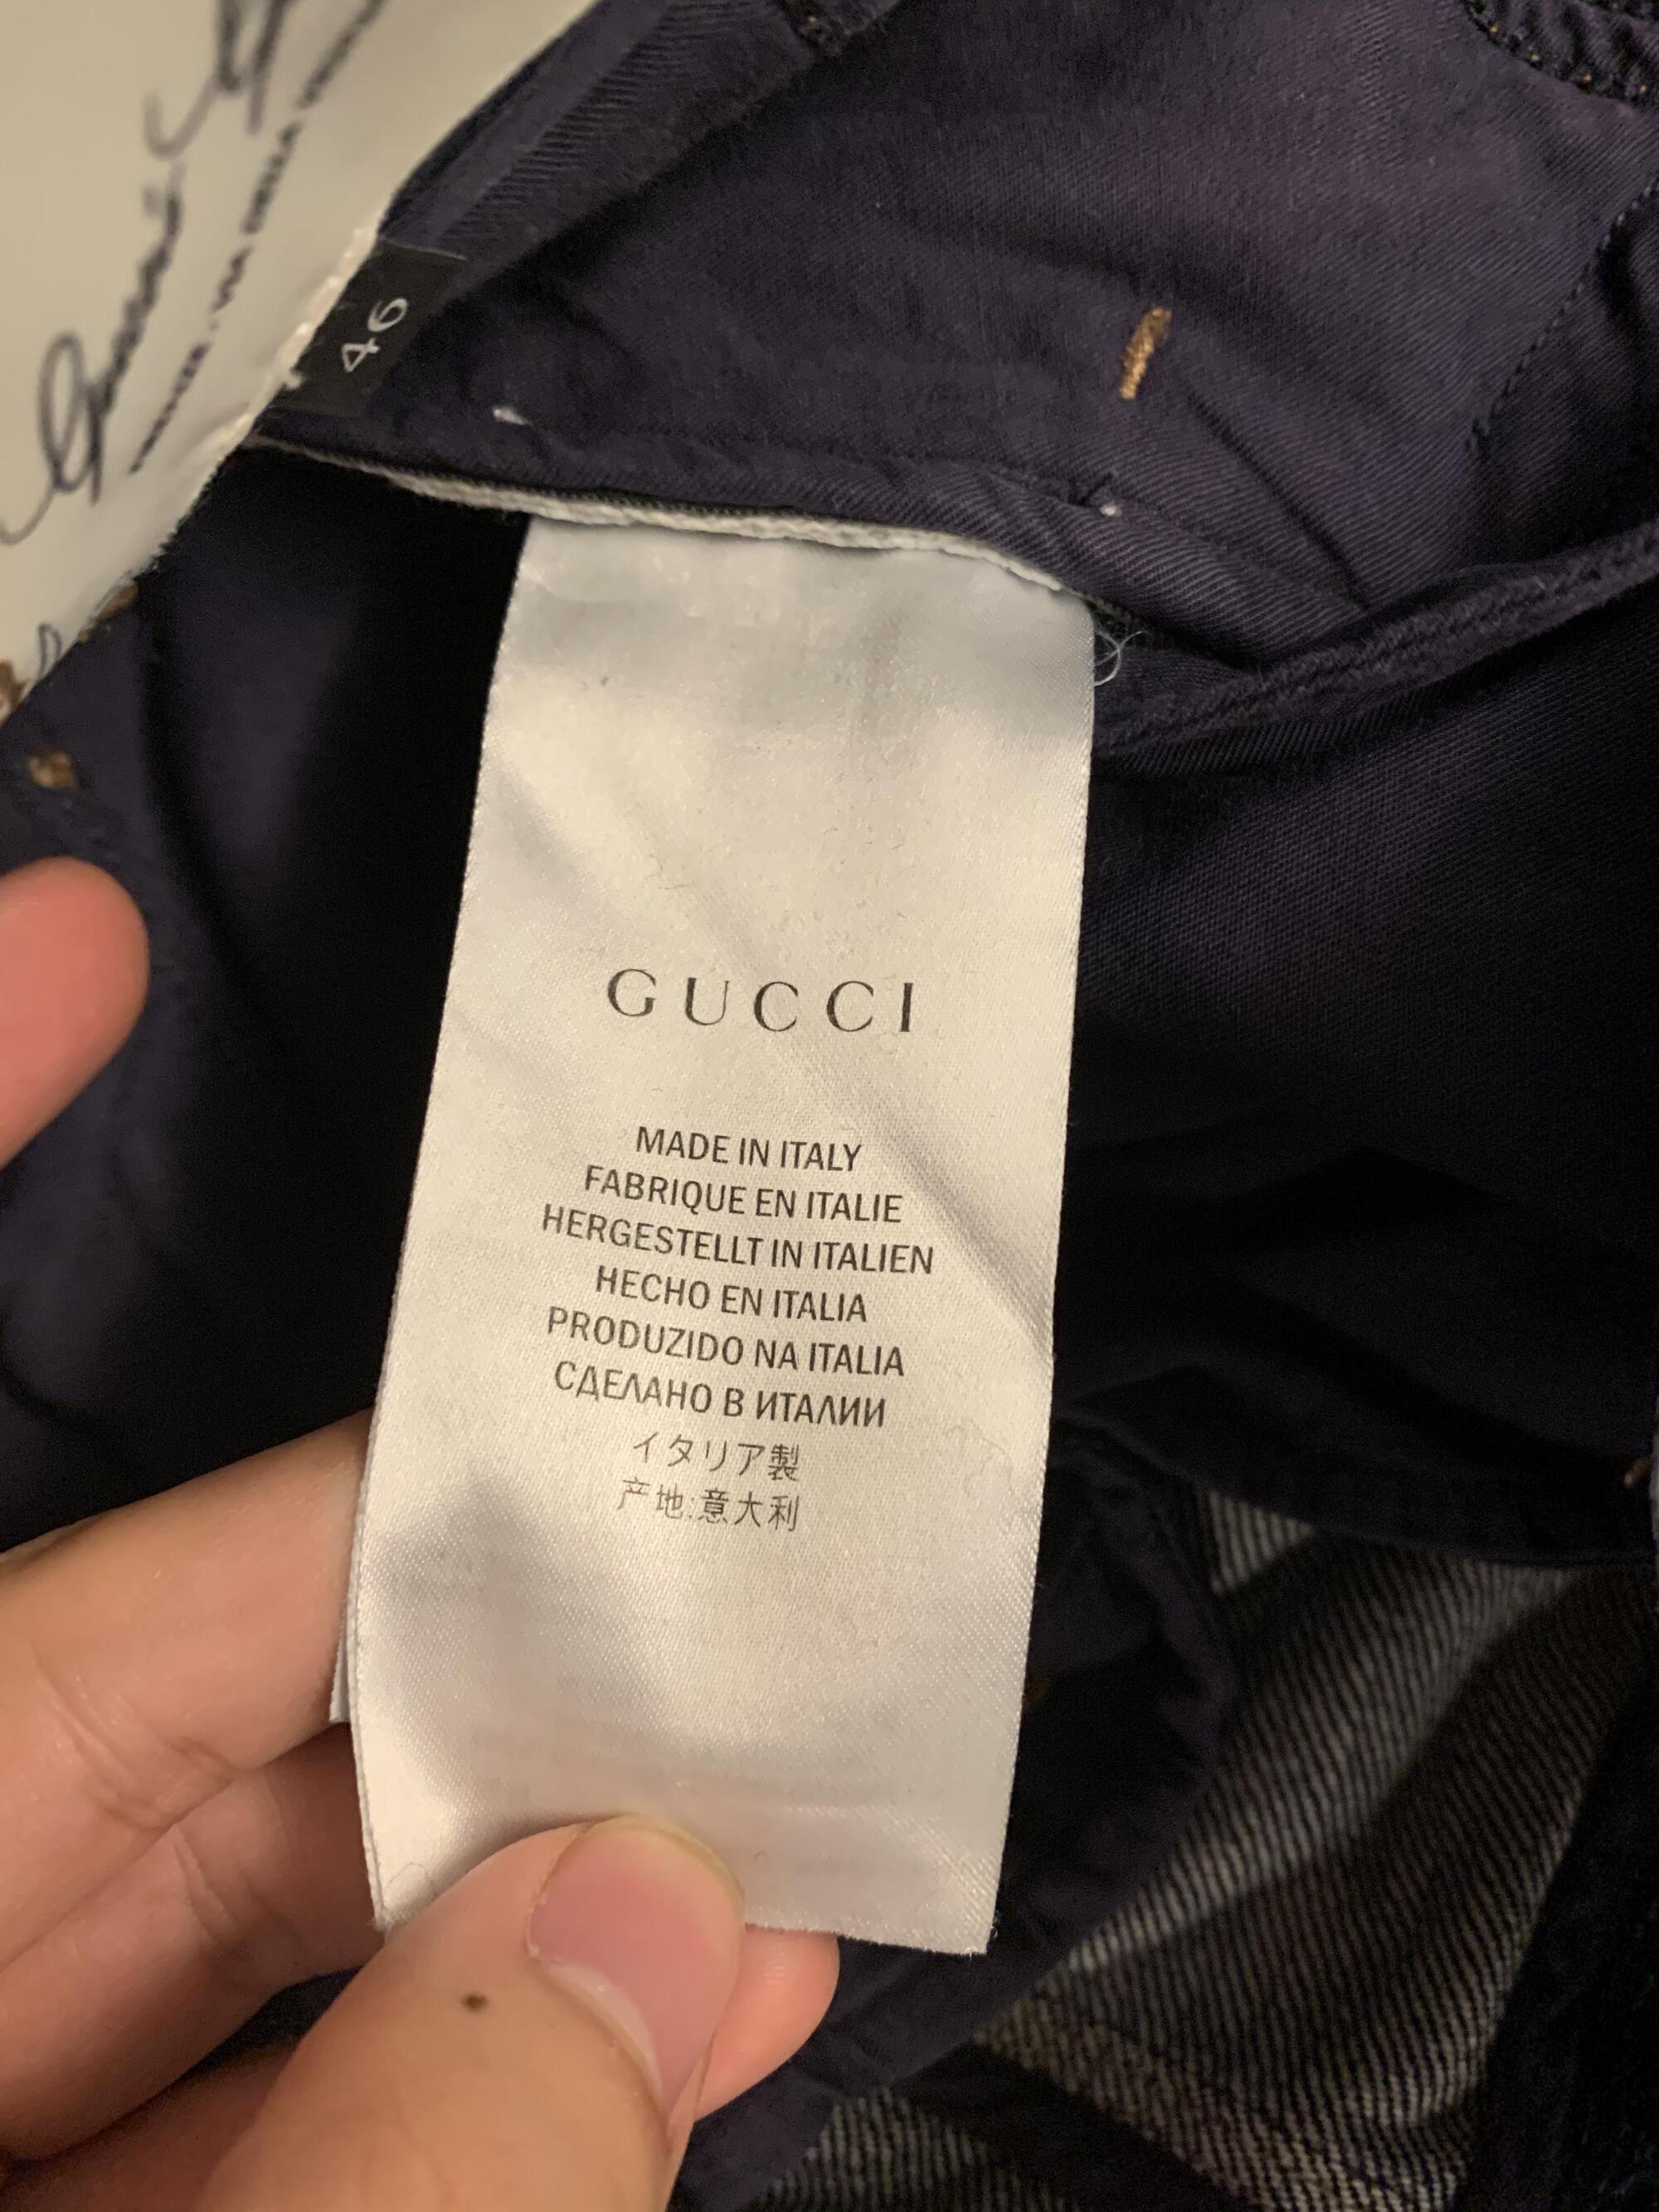 46
GUCCI
MADE IN ITALY
FABRIQUE EN ITALIE
HERGESTELLT IN ITALIEN
HECHO EN ITALIA
PRODUZIDO NA ITALIA
СДЕЛАНО В ИТАЛИИ
イタリア製
产地:意大利